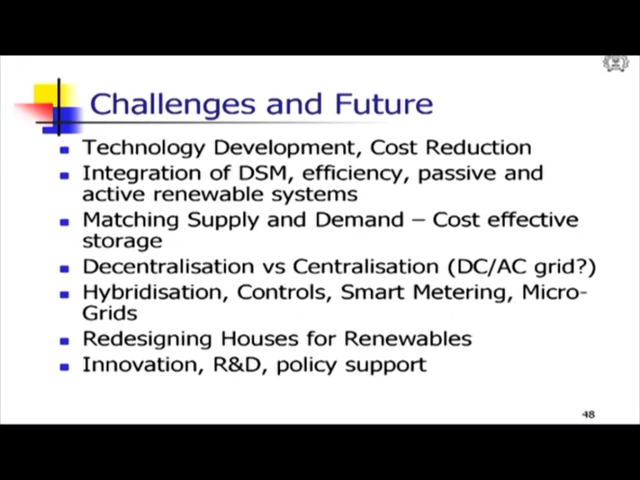 Challenges and Future
Technology Development, Cost Reduction
Integration of DSM, efficiency, passive and
active renewable systems
Matching Supply and Demand – Cost effective
storage
Decentralisation vs Centralisation (DC/AC grid?)
Hybridisation, Controls, Smart Metering, Micro-
Grids
Redesigning Houses for Renewables
Innovation, R&D, policy support
48